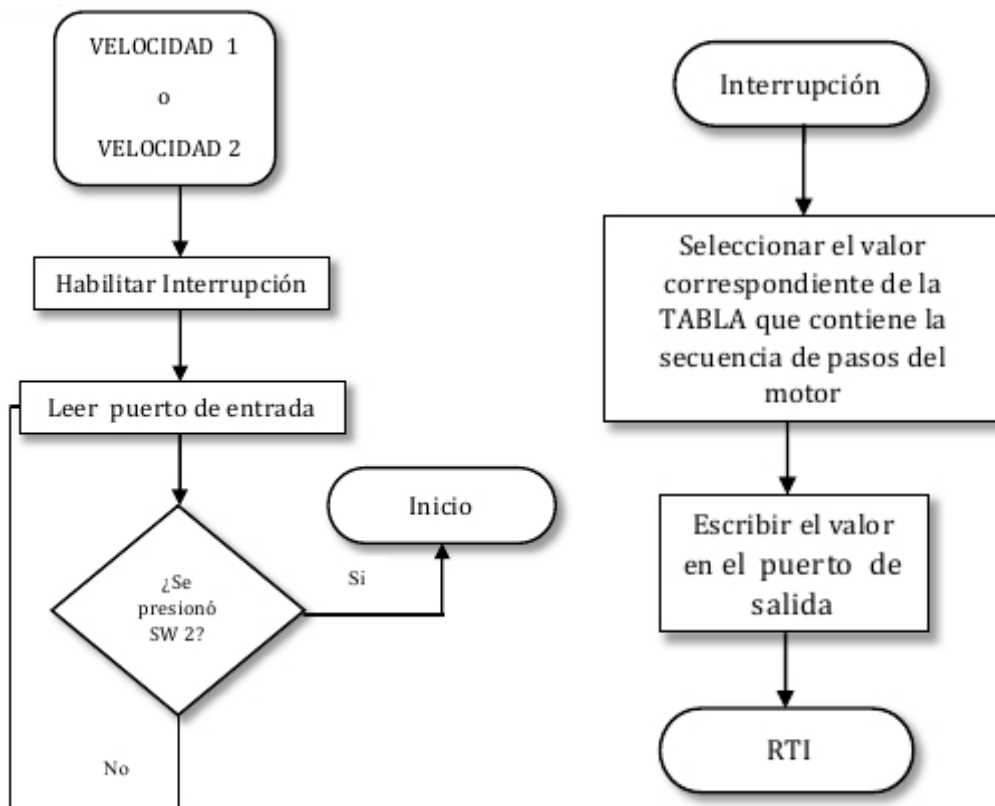 VELOCIDAD 1
o
VELOCIDAD 2
Habilitar Interrupción
Leer puerto de entrada
¿Se
presionó
SW 2?
Si
Inicio
No
Interrupción
Seleccionar el valor
correspondiente de la
TABLA que contiene la
secuencia de pasos del
motor
Escribir el valor
en el puerto de
salida
RTI